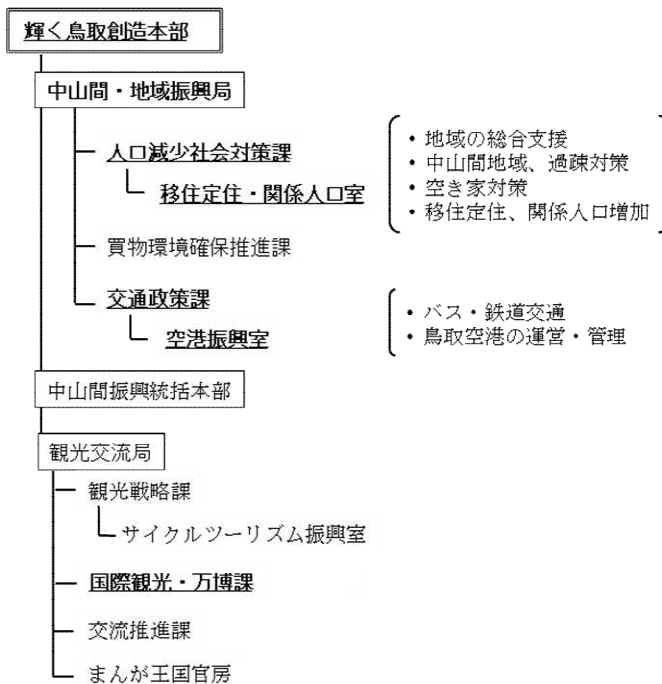 輝く鳥取創造本部
中山間・地域振興局
人口減少社会対策課
移住定住・関係人口室
・地域の総合支援
・中山間地域、過疎対策
・空き家対策
・移住定住、関係人口増加
買物環境確保推進課
交通政策課
空港振興室
・バス・鉄道交通
・鳥取空港の運営・管理
中山間振興統括本部
観光交流局
観光戦略課
サイクルツーリズム振興室
国際観光・万博課
交流推進課
まんが王国官房